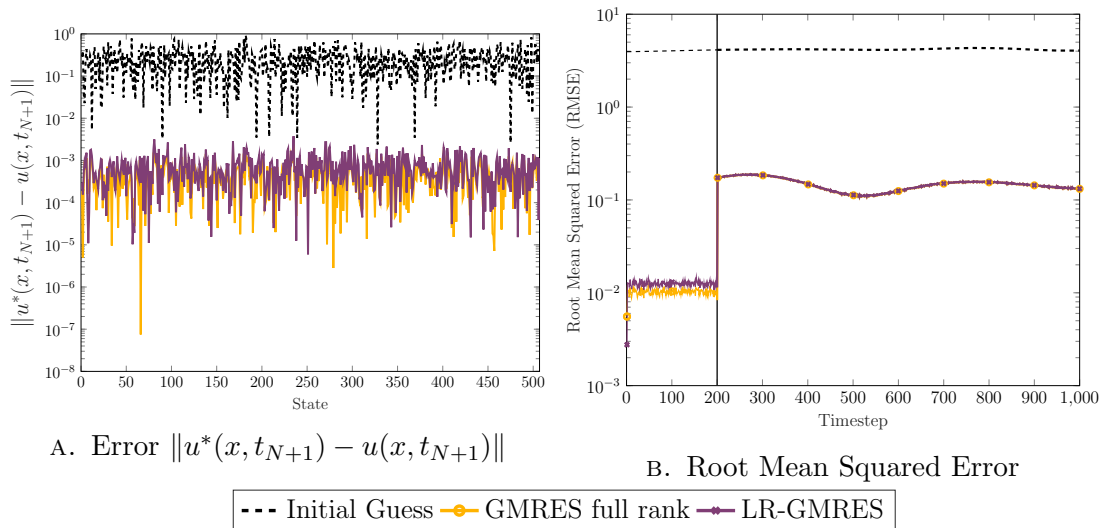 10^0
10^−1
10^−2
10^−3
10^−4
10^−5
10^−6
10^−7
10^−8
‖u*(x, t_{N+1}) − u(x, t_{N+1})‖
0 50 100 150 200 250 300 350 400 450 500
State
A. Error ‖u*(x, t_{N+1}) − u(x, t_{N+1})‖
10^1
10^0
10^−1
10^−2
10^−3
Root Mean Squared Error (RMSE)
0 100 200 300 400 500 600 700 800 900 1,000
Timestep
B. Root Mean Squared Error
Initial Guess GMRES full rank LR-GMRES